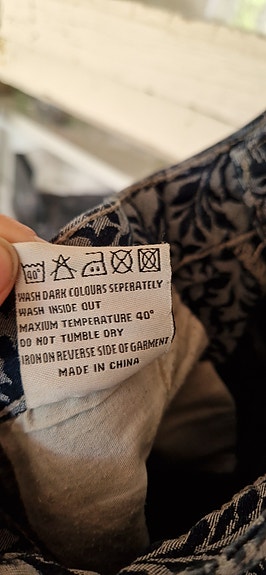 40°
WASH DARK COLOURS SEPERATELY
WASH INSIDE OUT
MAXIUM TEMPERATURE 40°
DO NOT TUMBLE DRY
IRON ON REVERSE SIDE OF GARMENT
MADE IN CHINA